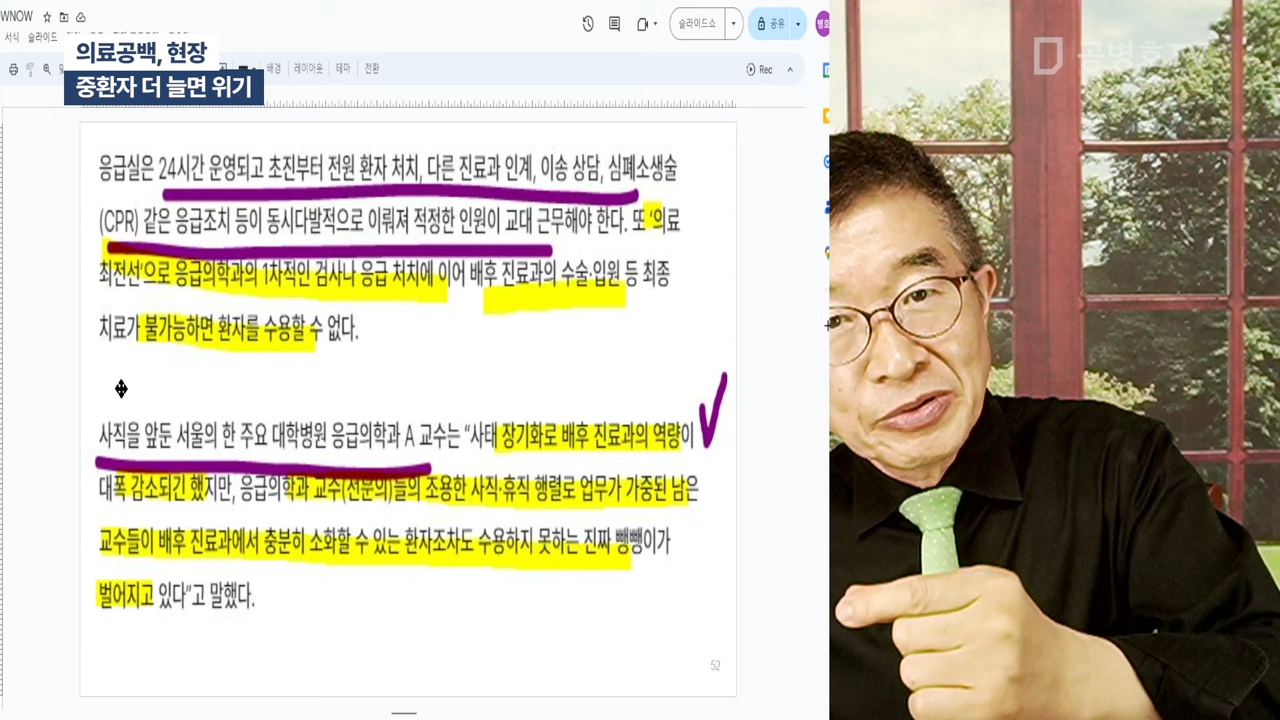 WNOW
서식 슬라이드
슬라이드쇼
공유
병호
의료공백, 현장
중환자 더 늘면 위기
배경 레이아웃 테마 전환
Rec
공병호TV
응급실은 24시간 운영되고 초진부터 전원 환자 처치, 다른 진료과 인계, 이송 상담, 심폐소생술
(CPR) 같은 응급조치 등이 동시다발적으로 이뤄져 적정한 인원이 교대 근무해야 한다. 또 ‘의료
최전선’으로 응급의학과의 1차적인 검사나 응급 처치에 이어 배후 진료과의 수술·입원 등 최종
치료가 불가능하면 환자를 수용할 수 없다.
사직을 앞둔 서울의 한 주요 대학병원 응급의학과 A 교수는 “사태 장기화로 배후 진료과의 역량이
대폭 감소되긴 했지만, 응급의학과 교수(전문의)들의 조용한 사직·휴직 행렬로 업무가 가중된 남은
교수들이 배후 진료과에서 충분히 소화할 수 있는 환자조차도 수용하지 못하는 진짜 뺑뺑이가
벌어지고 있다”고 말했다.
52